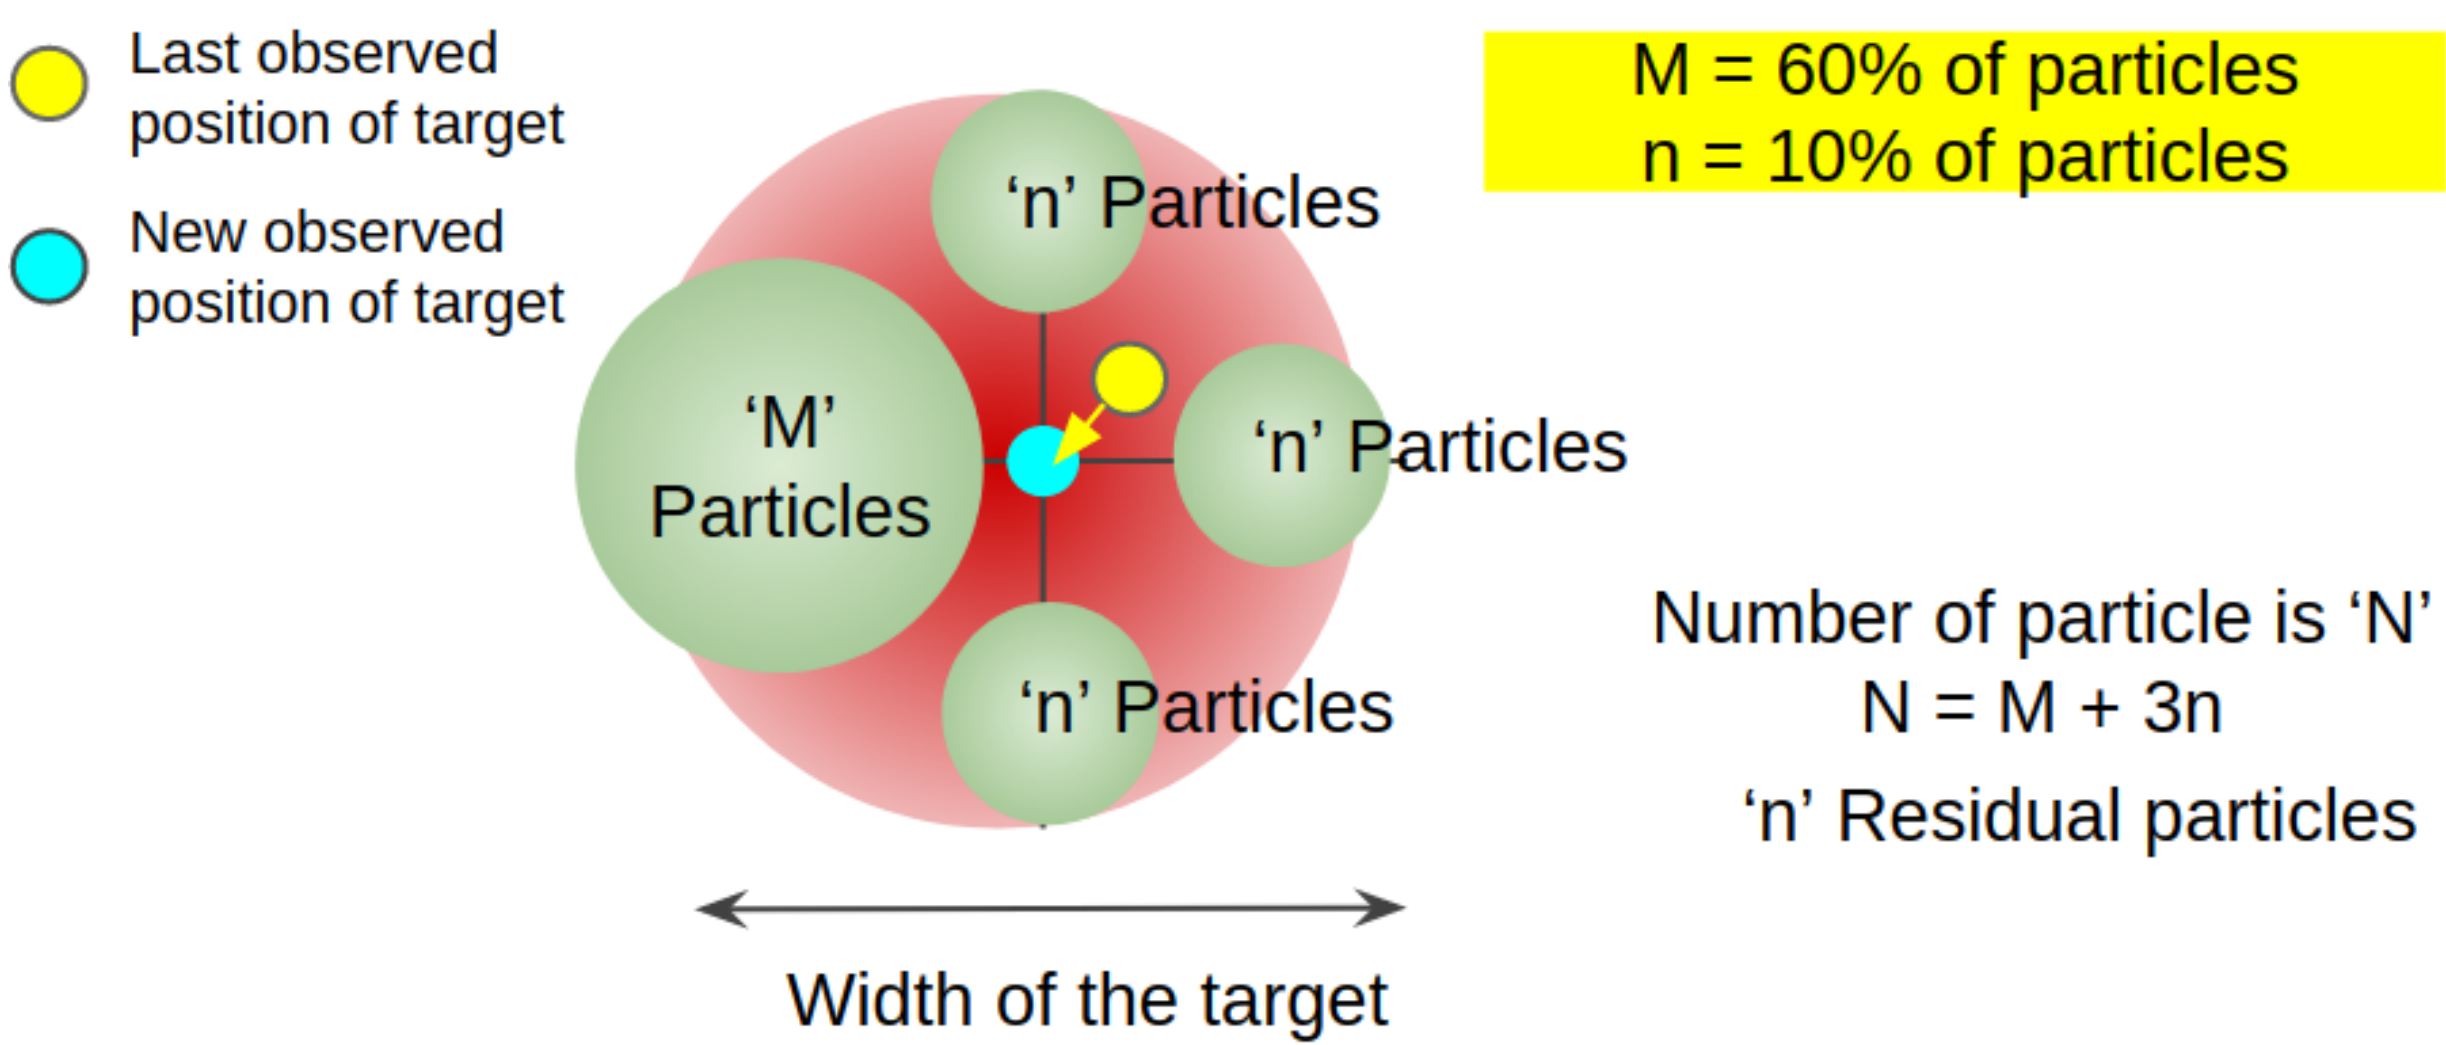 Last observed
position of target
New observed
position of target
M = 60% of particles
n = 10% of particles
‘n’ Particles
‘M’
Particles
‘n’ Particles
‘n’ Particles
Number of particle is ‘N’
N = M + 3n
‘n’ Residual particles
Width of the target